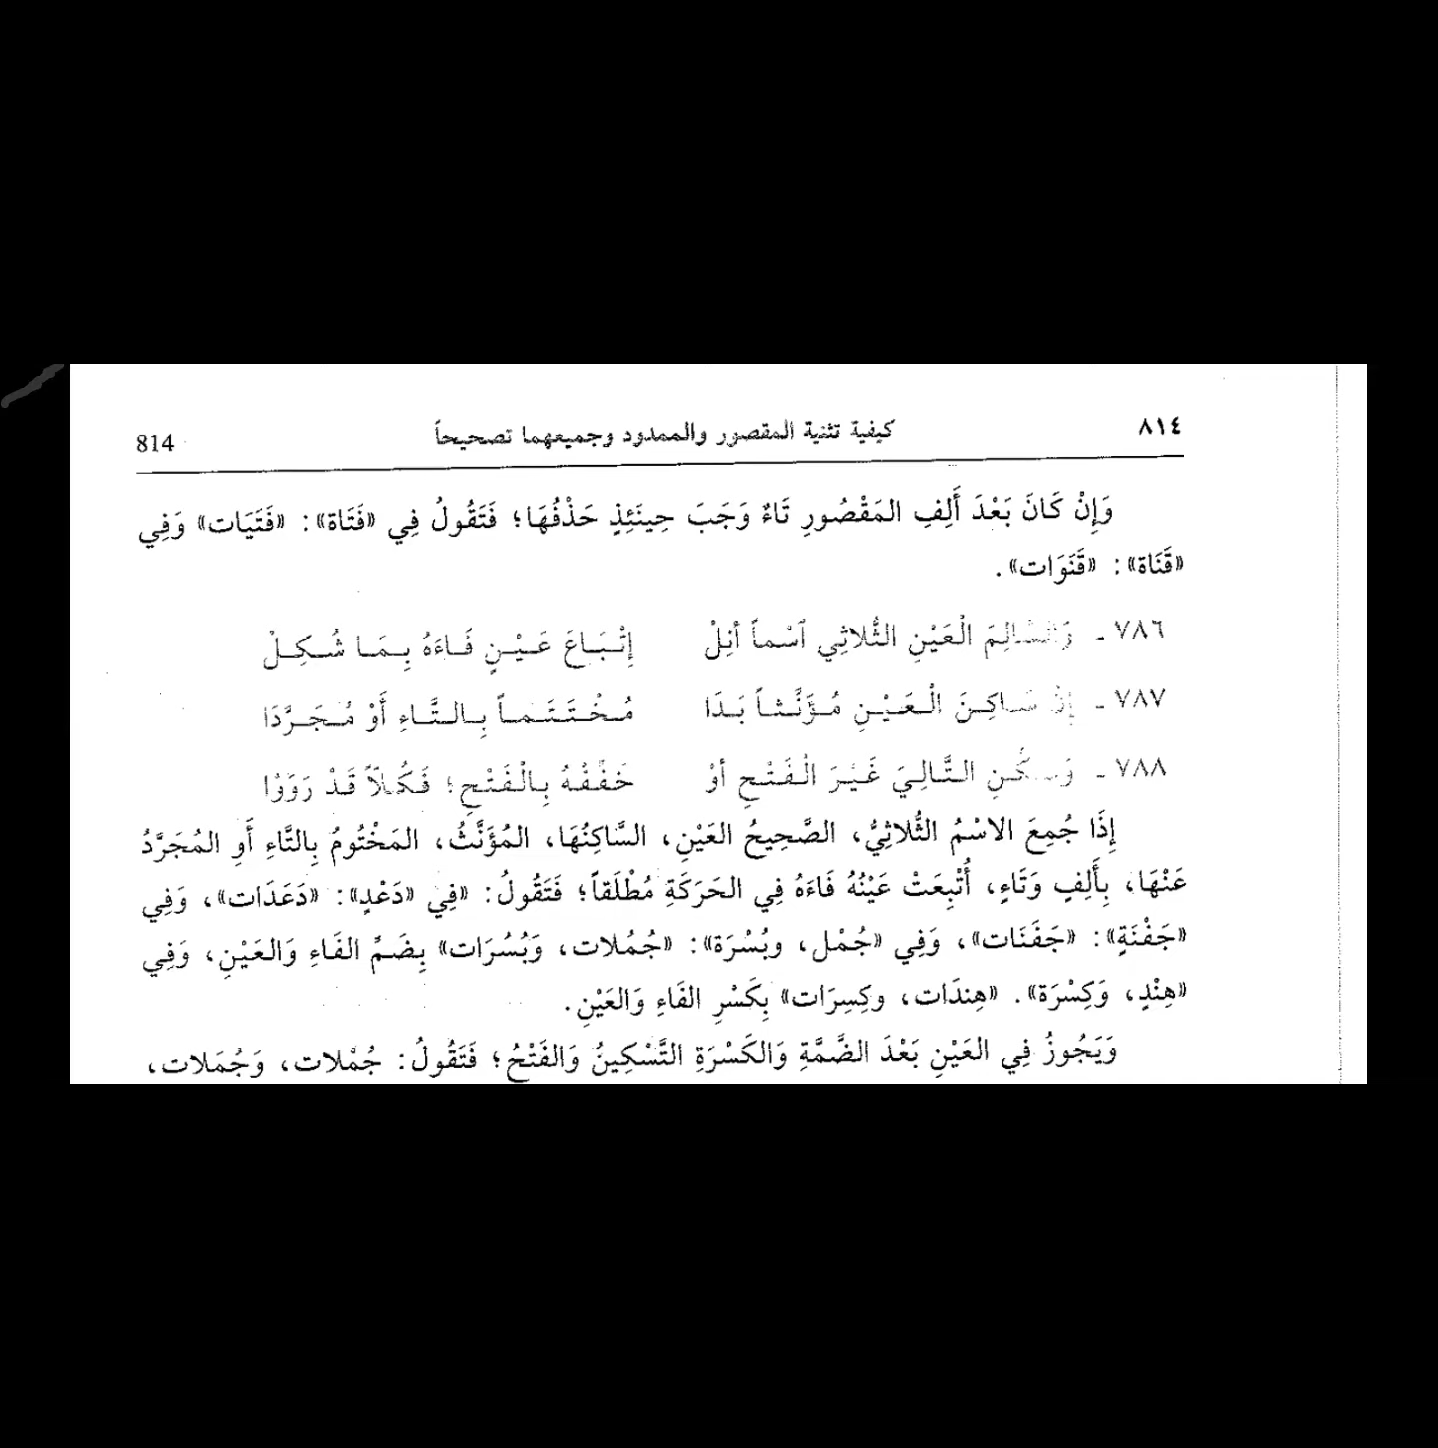 ٨١٤ كيفية تثنية المقصور والممدود وجميعهما تصحيحاً 814
وَإِنْ كَانَ بَعْدَ أَلِفِ المَقْصُورِ تَاءٌ وَجَبَ حِينَئِذٍ حَذْفُهَا؛ فَتَقُولُ فِي «فَتَاة»: «فَتَيَات» وَفِي
«قَنَاة»: «قَنَوَات».
٧٨٦ ـ وَالسَّالِمَ الْعَيْنِ الثُّلاثِي آسْماً أَنِلْ إِتْبَاعَ عَيْنٍ فَاءَهُ بِمَا شُكِلْ
٧٨٧ ـ إِنْ سَاكِنَ الْعَيْنِ مُؤَنَّثاً بَدَا مُخْتَتَماً بِالتَّاءِ أَوْ مُجَرَّدَا
٧٨٨ ـ وَسَكِّنِ التَّالِيَ غَيْرَ الْفَتْحِ أَوْ خَفِّفْهُ بِالْفَتْحِ؛ فَكُلاًّ قَدْ رَوَوْا
إِذَا جُمِعَ الاسْمُ الثُّلاثِيُّ، الصَّحِيحُ العَيْنِ، السَّاكِنُهَا، المُؤَنَّثُ، المَخْتُومُ بِالتَّاءِ أَوِ المُجَرَّدُ
عَنْهَا، بِأَلِفٍ وَتَاءٍ، أُتْبِعَتْ عَيْنُهُ فَاءَهُ فِي الحَرَكَةِ مُطْلَقاً؛ فَتَقُولُ: «فِي «دَعْدٍ»: «دَعَدَات»، وَفِي
«جَفْنَةٍ»: «جَفَنَات»، وَفِي «جُمْل، وبُسْرَة»: «جُمُلات، وَبُسُرَات» بِضَمِّ الفَاءِ وَالعَيْنِ، وَفِي
«هِنْدٍ، وَكِسْرَة». «هِنِدَات، وكِسِرَات» بِكَسْرِ الفَاءِ وَالعَيْنِ.
وَيَجُوزُ فِي العَيْنِ بَعْدَ الضَّمَّةِ وَالكَسْرَةِ التَّسْكِينُ وَالفَتْحُ؛ فَتَقُولُ: جُمْلات، وَجُمَلات،